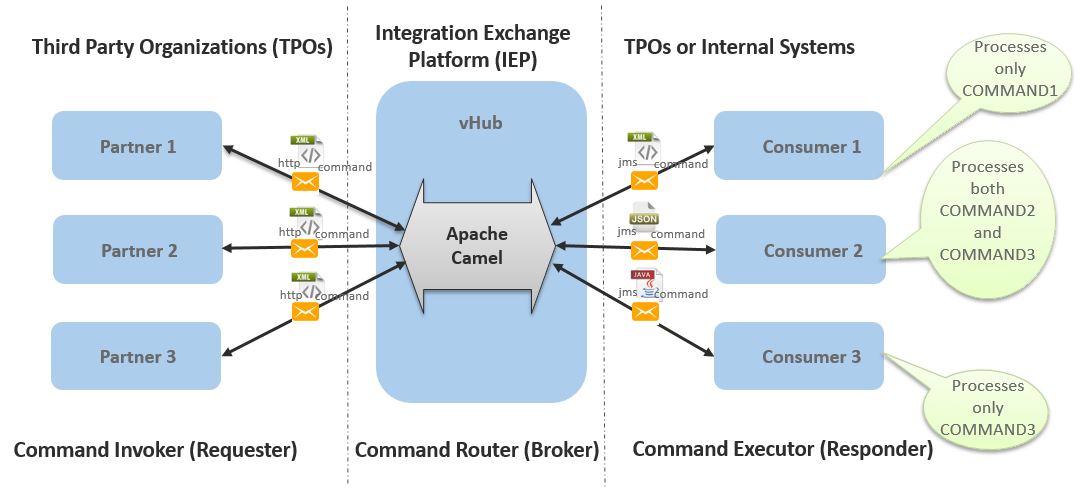 Third Party Organizations (TPOs)
Integration Exchange
Platform (IEP)
TPOs or Internal Systems
Processes
only
COMMAND1
vHub
Partner 1
XML
http
command
XML
jms
command
Consumer 1
Processes
both
COMMAND2
and
COMMAND3
Partner 2
XML
http
command
Apache
Camel
JSON
jms
command
Consumer 2
Partner 3
XML
http
command
JAVA
jms
command
Consumer 3
Processes
only
COMMAND3
Command Invoker (Requester)
Command Router (Broker)
Command Executor (Responder)